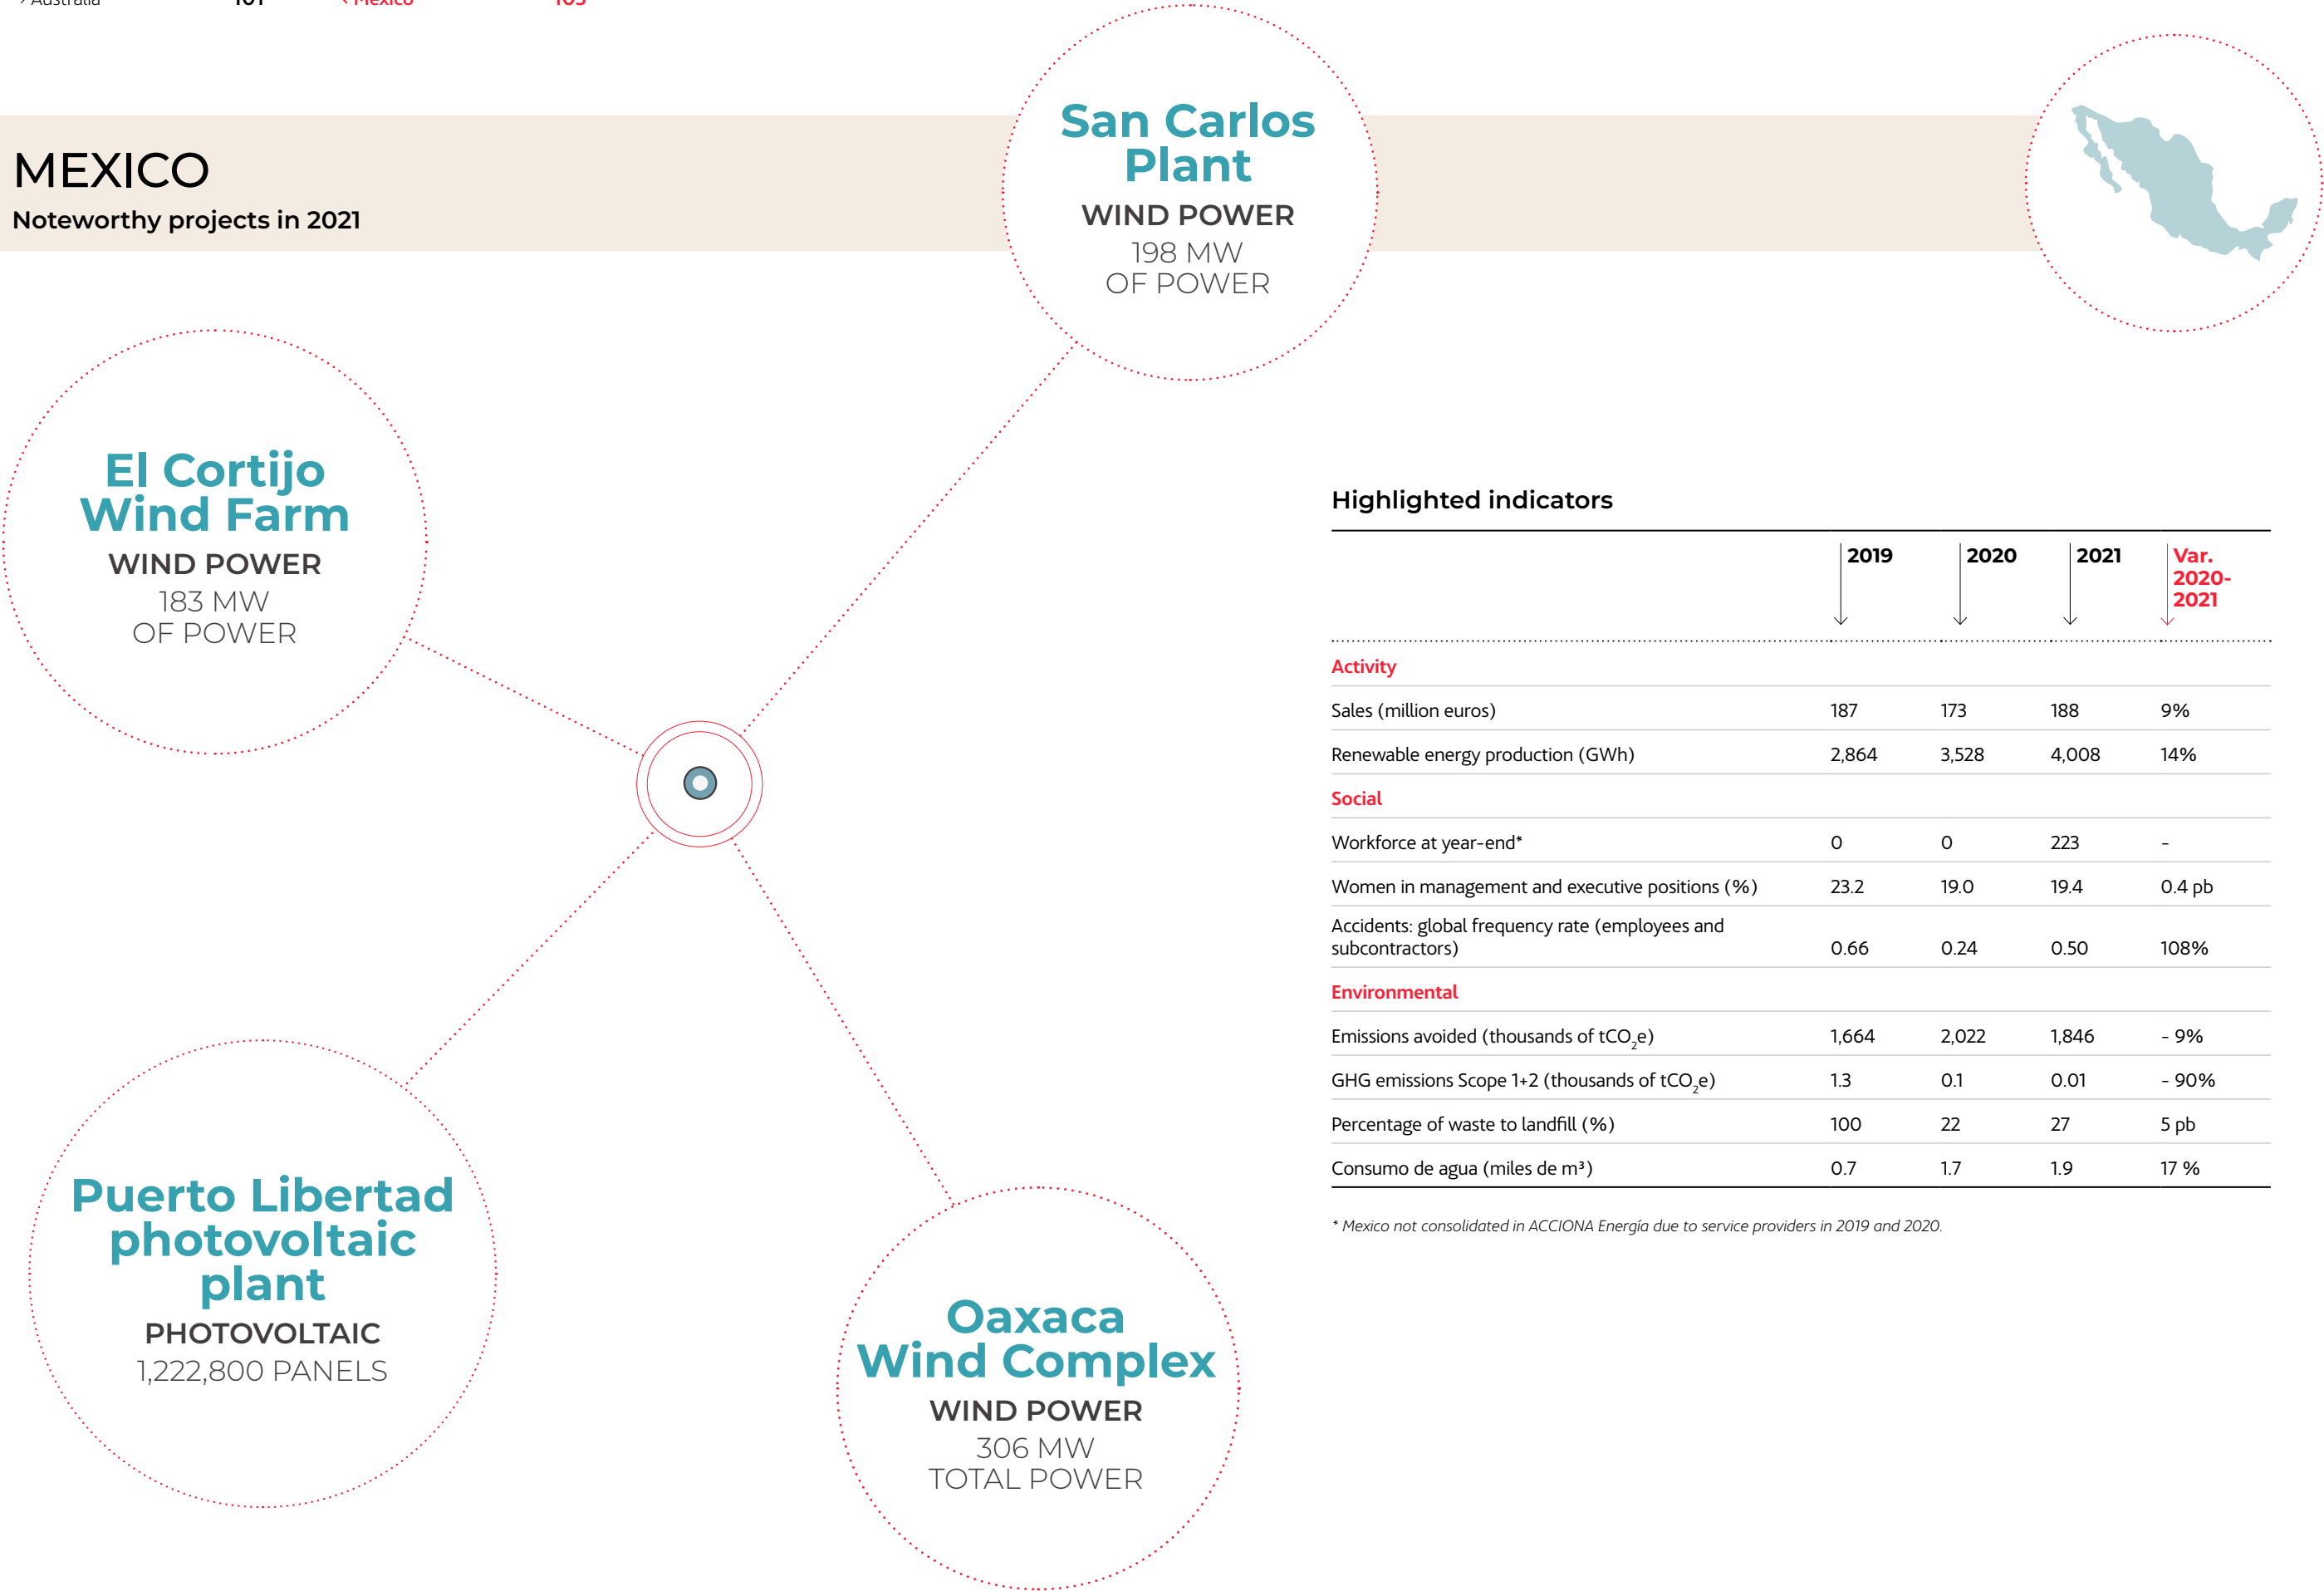 Australia 101 Mexico 105
MEXICO
Noteworthy projects in 2021
San Carlos
Plant
WIND POWER
198 MW
OF POWER
El Cortijo
Wind Farm
WIND POWER
183 MW
OF POWER
Puerto Libertad
photovoltaic
plant
PHOTOVOLTAIC
1,222,800 PANELS
Oaxaca
Wind Complex
WIND POWER
306 MW
TOTAL POWER
Highlighted indicators
2019 2020 2021 Var.
2020-
2021
Activity
Sales (million euros) 187 173 188 9%
Renewable energy production (GWh) 2,864 3,528 4,008 14%
Social
Workforce at year-end* 0 0 223 -
Women in management and executive positions (%) 23.2 19.0 19.4 0.4 pb
Accidents: global frequency rate (employees and
subcontractors) 0.66 0.24 0.50 108%
Environmental
Emissions avoided (thousands of tCO₂e) 1,664 2,022 1,846 - 9%
GHG emissions Scope 1+2 (thousands of tCO₂e) 1.3 0.1 0.01 - 90%
Percentage of waste to landfill (%) 100 22 27 5 pb
Consumo de agua (miles de m³) 0.7 1.7 1.9 17 %
* Mexico not consolidated in ACCIONA Energía due to service providers in 2019 and 2020.